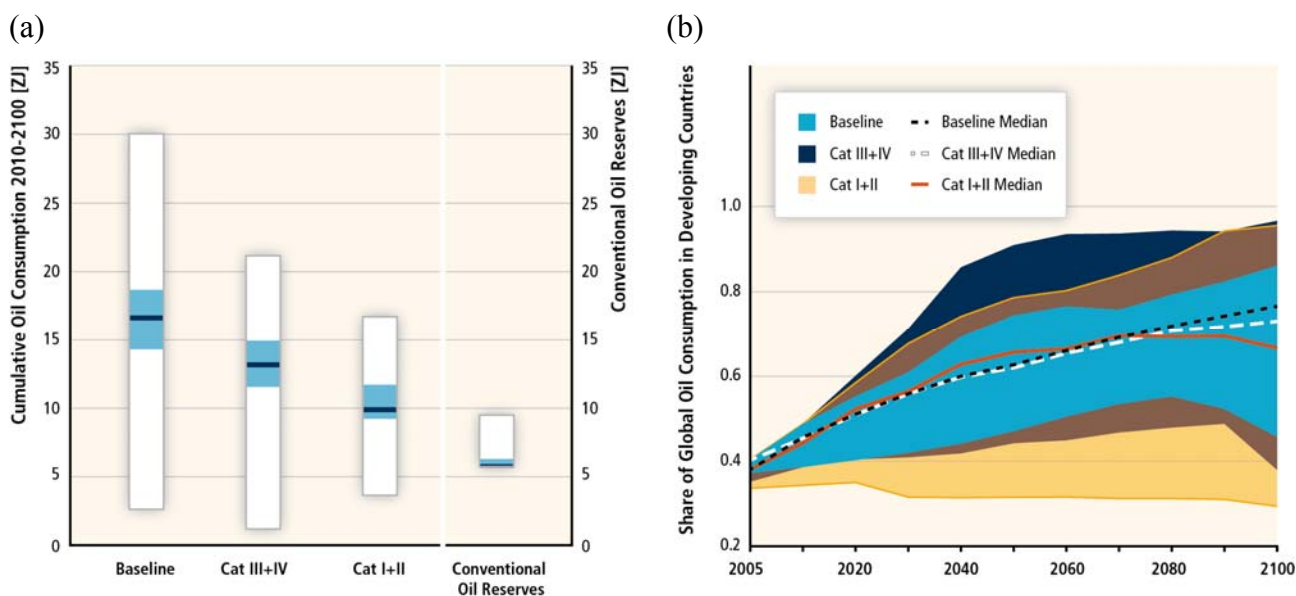 (a)
Cumulative Oil Consumption 2010-2100 [ZJ]
35
30
25
20
15
10
5
0
Baseline
Cat III+IV
Cat I+II
Conventional
Oil Reserves
Conventional Oil Reserves [ZJ]
35
30
25
20
15
10
5
0
(b)
Share of Global Oil Consumption in Developing Countries
Baseline
Baseline Median
Cat III+IV
Cat III+IV Median
Cat I+II
Cat I+II Median
1.0
0.8
0.6
0.4
0.2
2005
2020
2040
2060
2080
2100